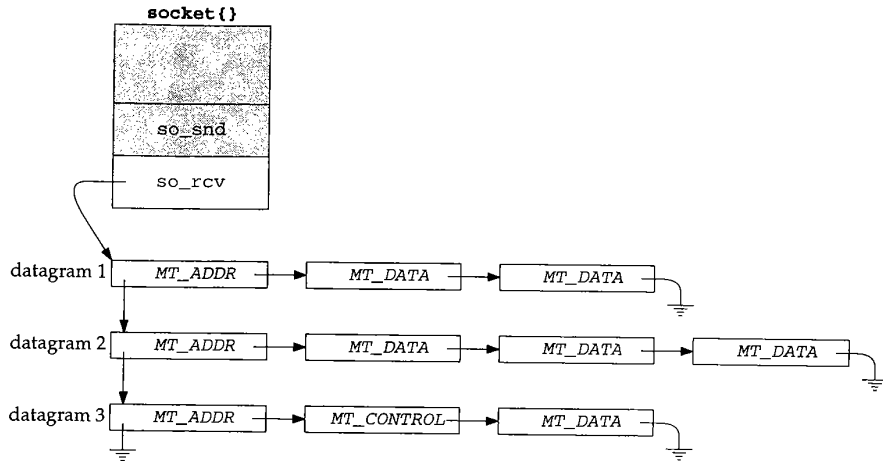 socket{}
so_snd
so_rcv
datagram 1 MT_ADDR MT_DATA MT_DATA
datagram 2 MT_ADDR MT_DATA MT_DATA MT_DATA
datagram 3 MT_ADDR MT_CONTROL MT_DATA